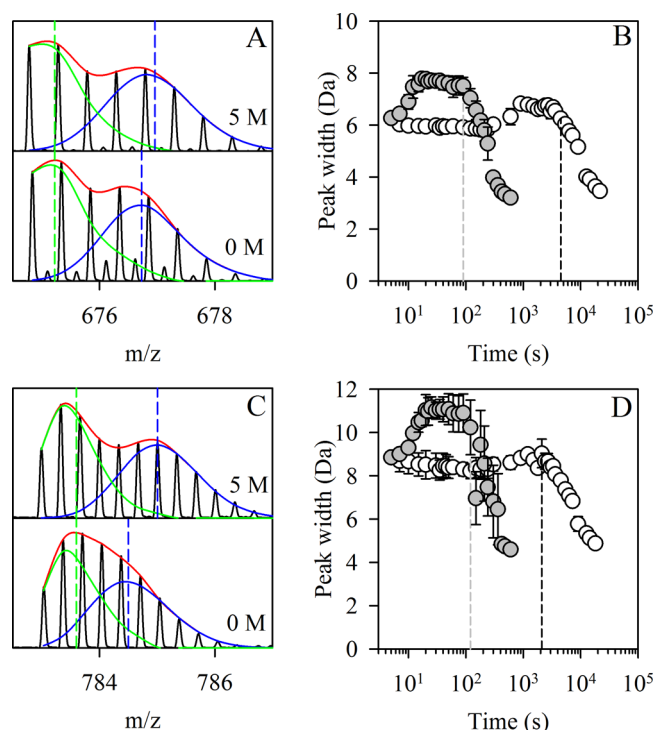 A
5 M
0 M
676 678
m/z
B
Peak width (Da)
10
8
6
4
2
0
10¹ 10² 10³ 10⁴ 10⁵
Time (s)
C
5 M
0 M
784 786
m/z
D
Peak width (Da)
12
10
8
6
4
2
0
10¹ 10² 10³ 10⁴ 10⁵
Time (s)